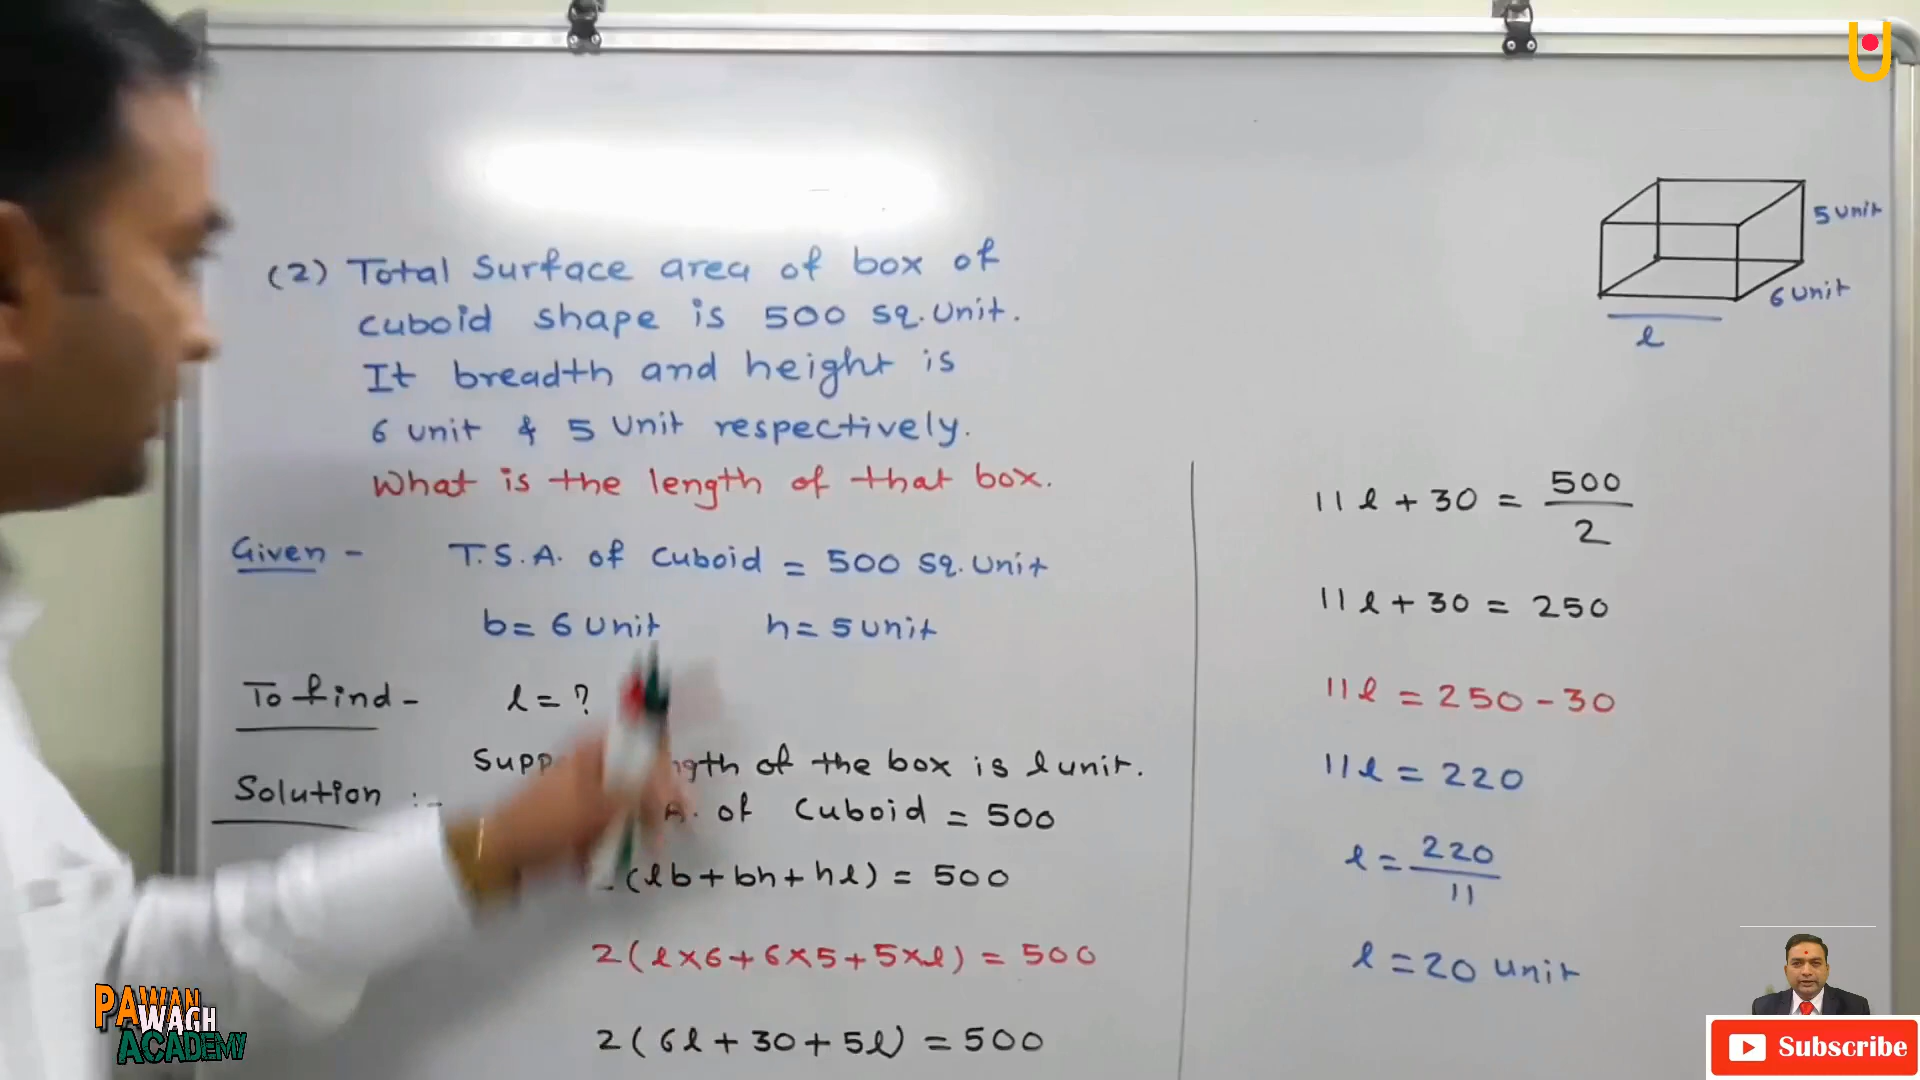 (2) Total Surface area of box of
cuboid shape is 500 sq. unit.
It breadth and height is
6 unit & 5 unit respectively.
What is the length of that box.
Given - T.S.A. of cuboid = 500 sq. unit
b = 6 unit h = 5 unit
To find - l = ?
Solution :- of the box is l unit.
of cuboid = 500
(lb + bh + hl) = 500
2(l×6 + 6×5 + 5×l) = 500
2(6l + 30 + 5l) = 500
5 unit
6 unit
l
11l + 30 = 500/2
11l + 30 = 250
11l = 250 - 30
11l = 220
l = 220/11
l = 20 unit
PAWAN
WAGH
ACADEMY
Subscribe